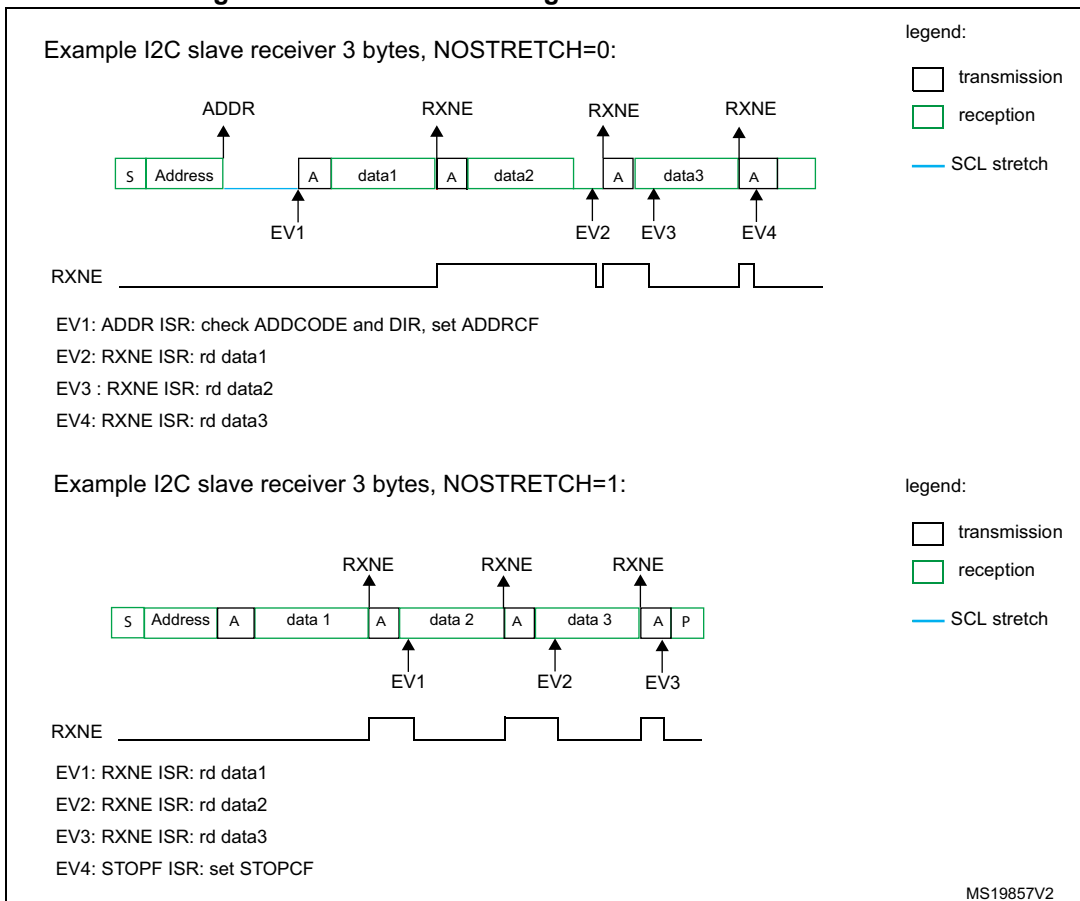 Example I2C slave receiver 3 bytes, NOSTRETCH=0:
legend:
transmission
reception
SCL stretch
ADDR RXNE RXNE RXNE
S Address A data1 A data2 A data3 A
EV1 EV2 EV3 EV4
RXNE
EV1: ADDR ISR: check ADDCODE and DIR, set ADDRCF
EV2: RXNE ISR: rd data1
EV3 : RXNE ISR: rd data2
EV4: RXNE ISR: rd data3
Example I2C slave receiver 3 bytes, NOSTRETCH=1:
legend:
transmission
reception
SCL stretch
RXNE RXNE RXNE
S Address A data 1 A data 2 A data 3 A P
EV1 EV2 EV3
RXNE
EV1: RXNE ISR: rd data1
EV2: RXNE ISR: rd data2
EV3: RXNE ISR: rd data3
EV4: STOPF ISR: set STOPCF
MS19857V2